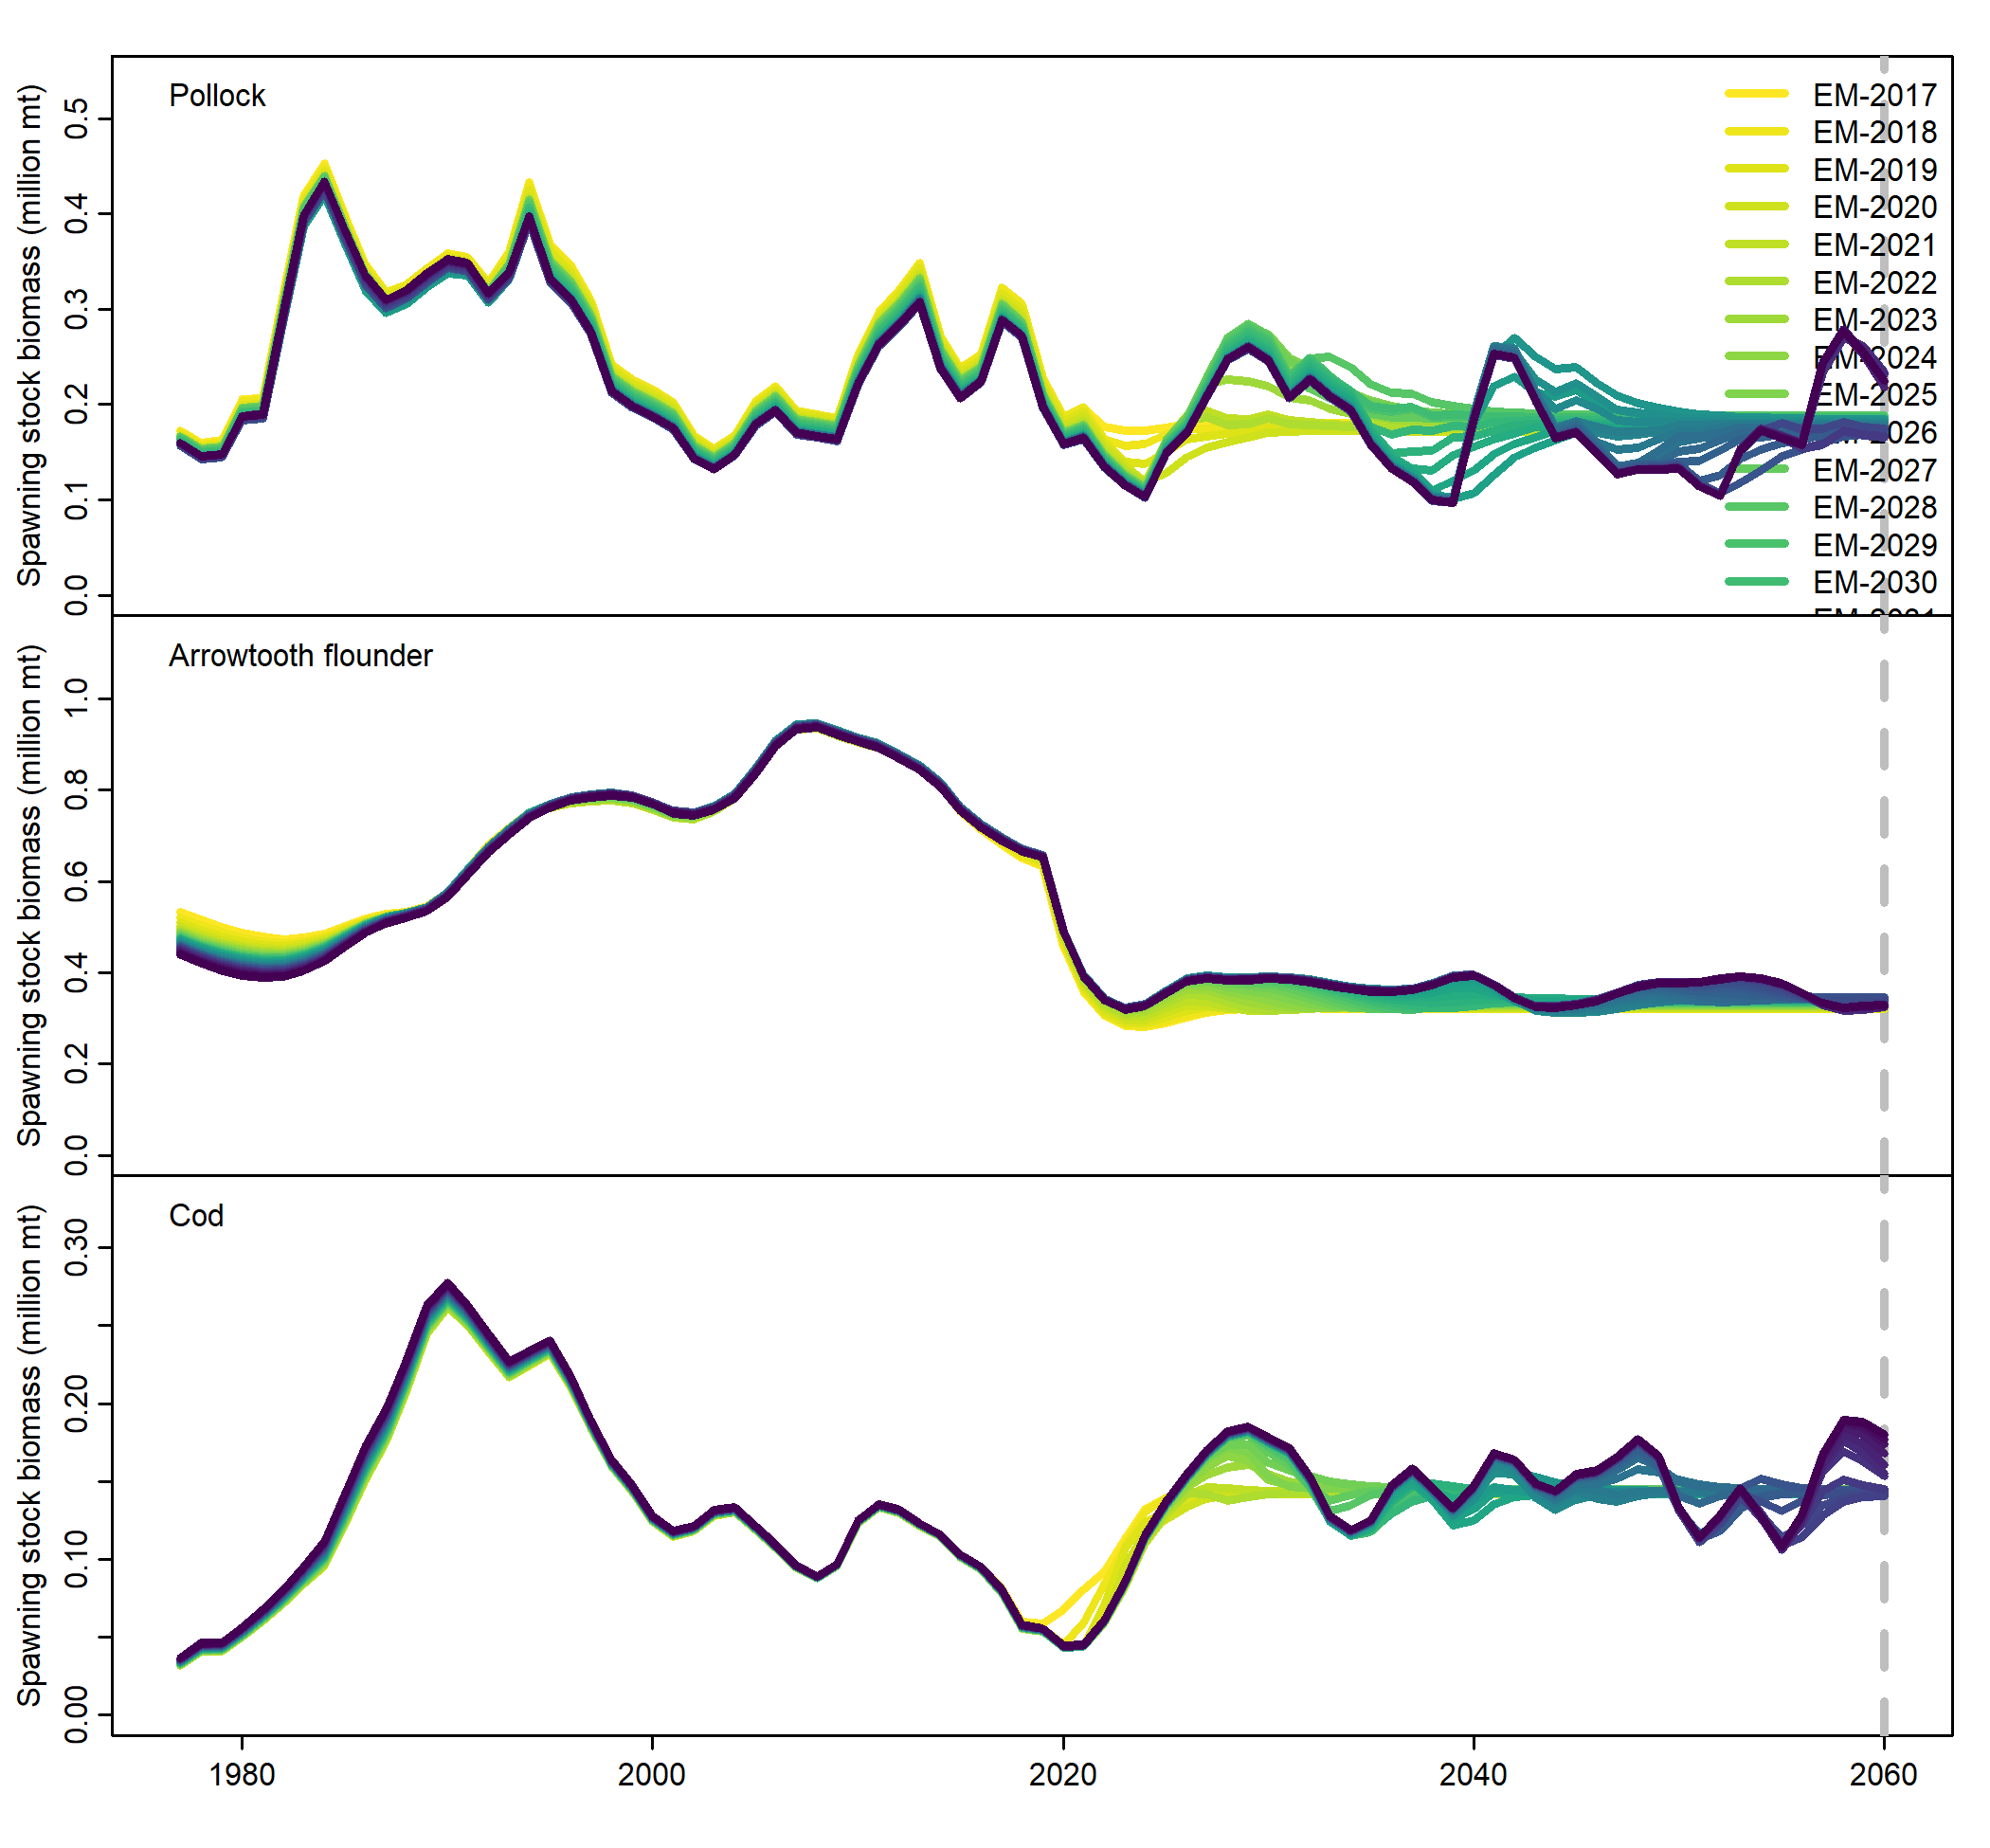 Pollock
Spawning stock biomass (million mt)
0.5
0.4
0.3
0.2
0.1
0.0
EM-2017
EM-2018
EM-2019
EM-2020
EM-2021
EM-2022
EM-2023
EM-2024
EM-2025
EM-2026
EM-2027
EM-2028
EM-2029
EM-2030
Arrowtooth flounder
Spawning stock biomass (million mt)
1.0
0.8
0.6
0.4
0.2
0.0
Cod
Spawning stock biomass (million mt)
0.30
0.20
0.10
0.00
1980 2000 2020 2040 2060